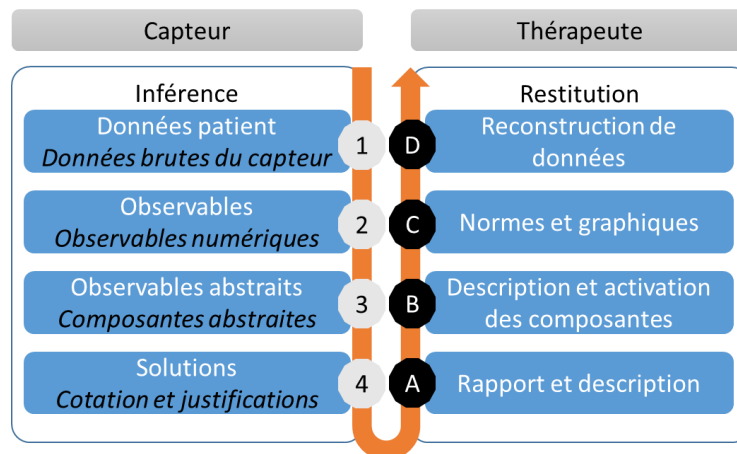 Capteur
Thérapeute
Inférence
Données patient
Données brutes du capteur
1
Observables
Observables numériques
2
Observables abstraits
Composantes abstraites
3
Solutions
Cotation et justifications
4
Restitution
D
Reconstruction de
données
C
Normes et graphiques
B
Description et activation
des composantes
A
Rapport et description